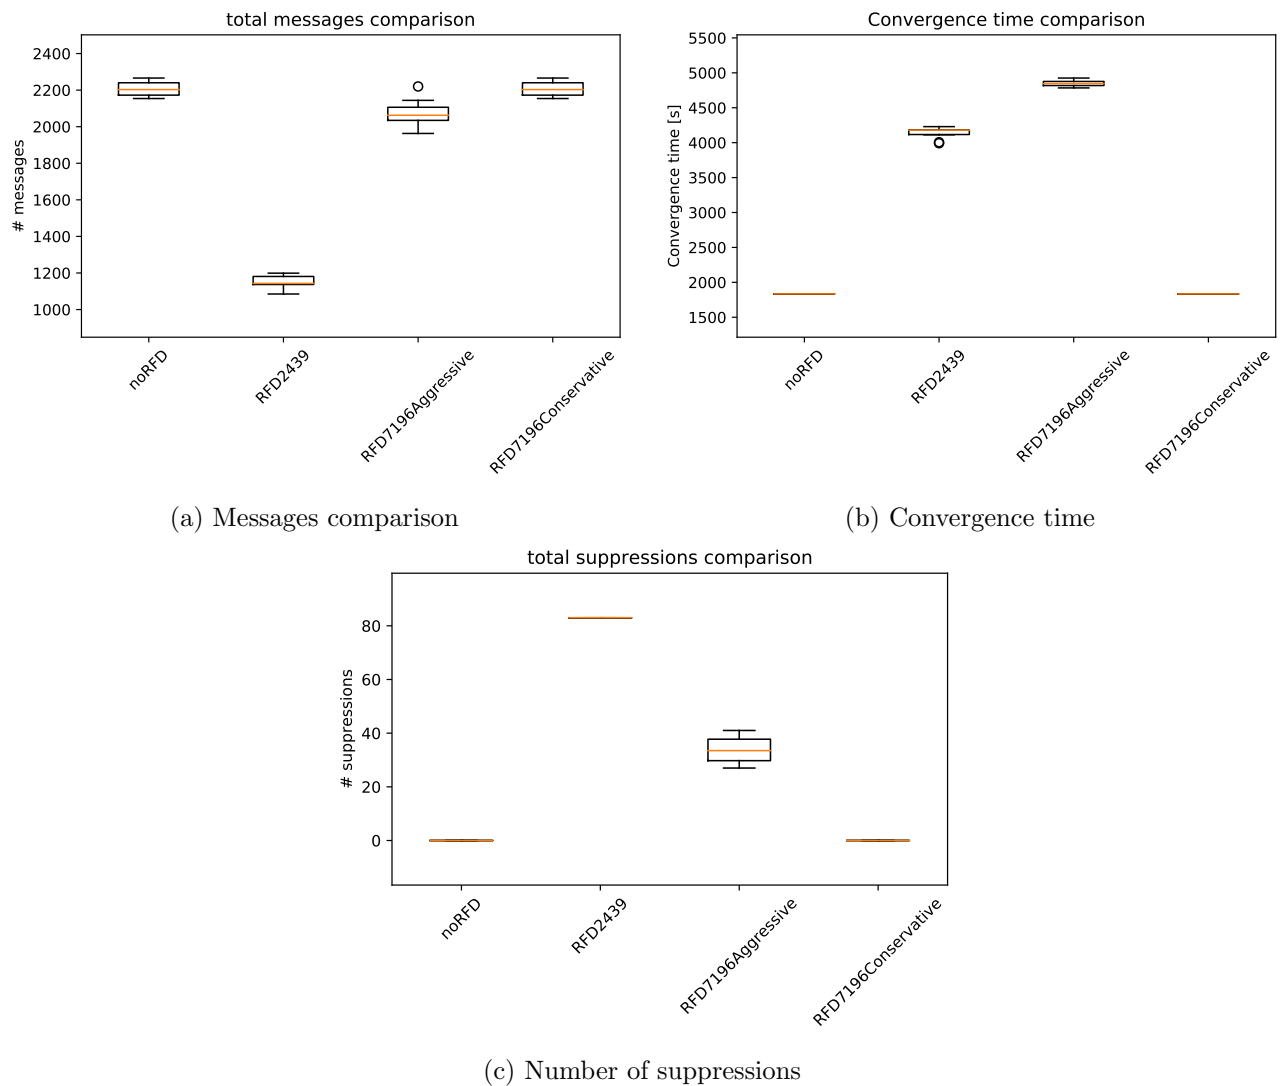 total messages comparison
# messages
2400
2200
2000
1800
1600
1400
1200
1000
noRFD
RFD2439
RFD7196Aggressive
RFD7196Conservative
(a) Messages comparison
Convergence time comparison
Convergence time [s]
5500
5000
4500
4000
3500
3000
2500
2000
1500
noRFD
RFD2439
RFD7196Aggressive
RFD7196Conservative
(b) Convergence time
total suppressions comparison
# suppressions
80
60
40
20
0
noRFD
RFD2439
RFD7196Aggressive
RFD7196Conservative
(c) Number of suppressions